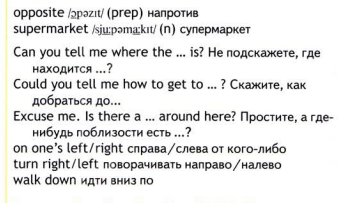 opposite /ɒpəzɪt/ (prep) напротив
supermarket /sju:pəma:kɪt/ (n) супермаркет
Can you tell me where the ... is? Не подскажете, где
находится ...?
Could you tell me how to get to ... ? Скажите, как
добраться до...
Excuse me. Is there a ... around here? Простите, а где-
нибудь поблизости есть ...?
on one's left/right справа/слева от кого-либо
turn right/left поворачивать направо/налево
walk down идти вниз по